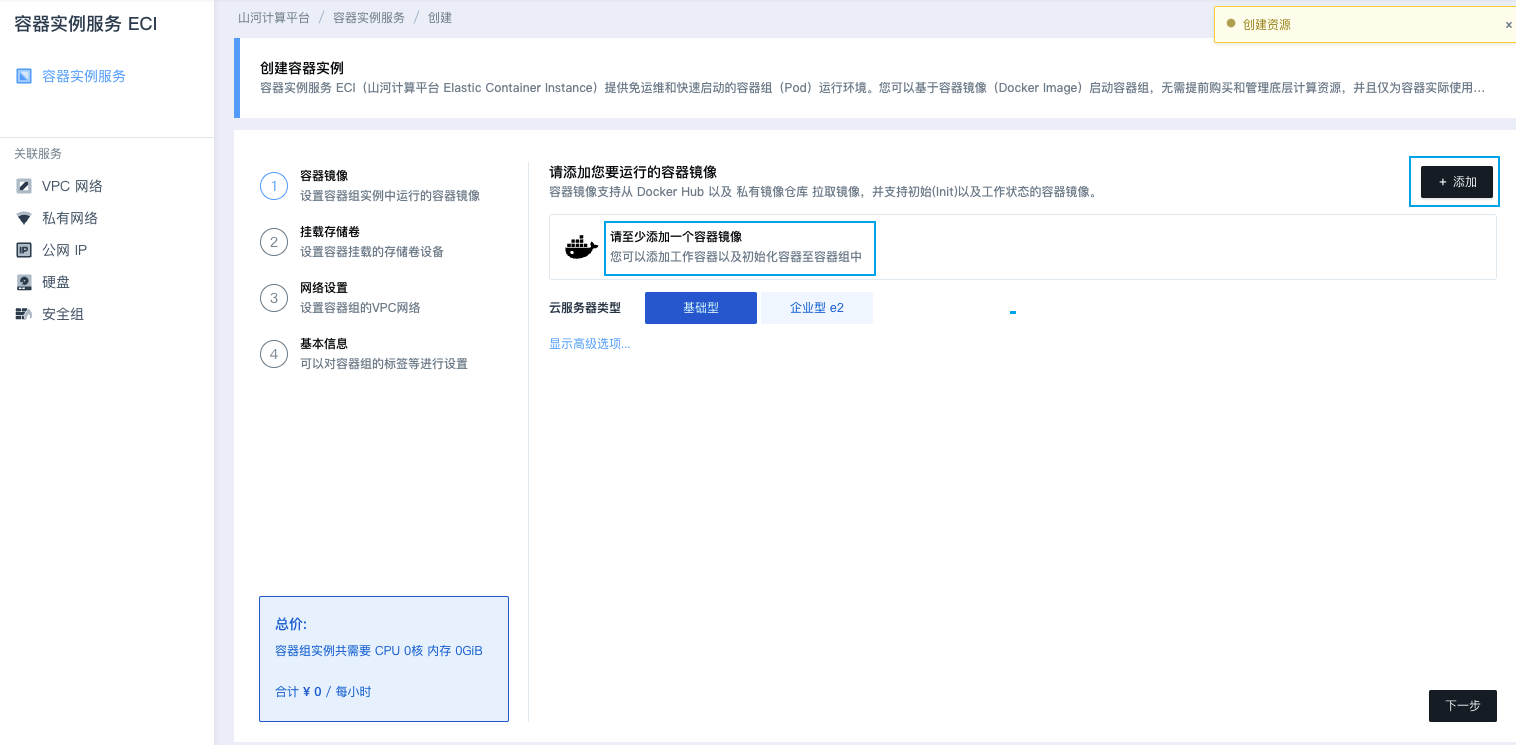 容器实例服务 ECI
容器实例服务
关联服务
VPC 网络
私有网络
公网 IP
硬盘
安全组
山河计算平台 / 容器实例服务 / 创建
创建资源 x
创建容器实例
容器实例服务 ECI（山河计算平台 Elastic Container Instance）提供免运维和快速启动的容器组（Pod）运行环境。您可以基于容器镜像（Docker Image）启动容器组，无需提前购买和管理底层计算资源，并且仅为容器实际使用...
1 容器镜像
设置容器组实例中运行的容器镜像
2 挂载存储卷
设置容器挂载的存储卷设备
3 网络设置
设置容器组的VPC网络
4 基本信息
可以对容器组的标签等进行设置
总价:
容器组实例共需要 CPU 0核 内存 0GiB
合计 ¥ 0 / 每小时
请添加您要运行的容器镜像
容器镜像支持从 Docker Hub 以及 私有镜像仓库 拉取镜像，并支持初始(Init)以及工作状态的容器镜像。
+ 添加
请至少添加一个容器镜像
您可以添加工作容器以及初始化容器至容器组中
云服务器类型 基础型 企业型 e2
显示高级选项...
下一步